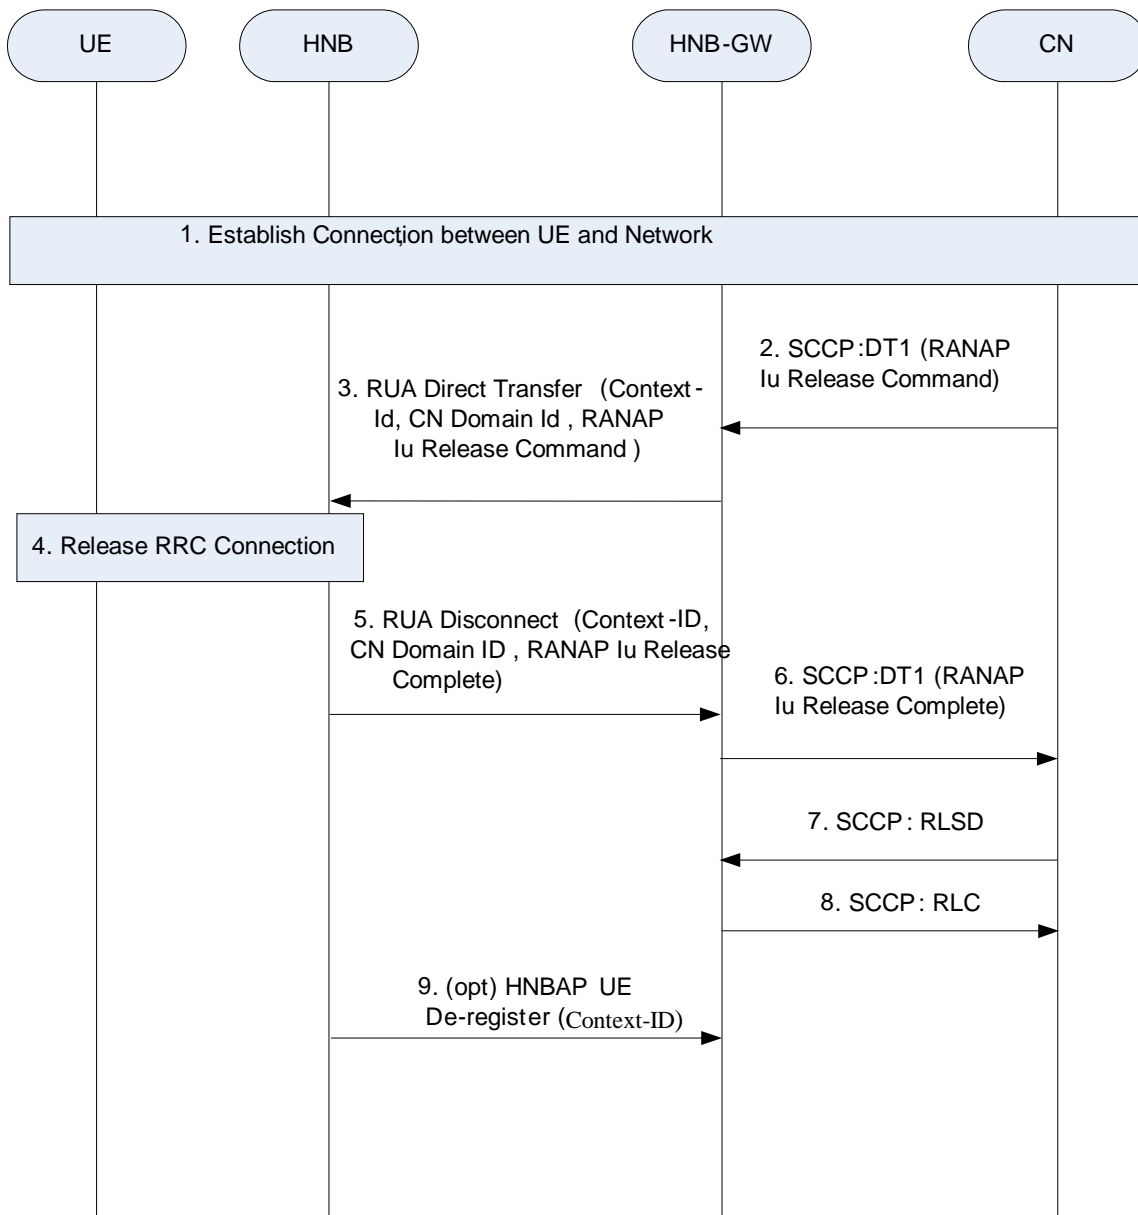 UE
HNB
HNB-GW
CN
1. Establish Connection between UE and Network
2. SCCP:DT1 (RANAP
Iu Release Command)
3. RUA Direct Transfer (Context-
Id, CN Domain Id , RANAP
Iu Release Command )
4. Release RRC Connection
5. RUA Disconnect (Context-ID,
CN Domain ID , RANAP Iu Release
Complete)
6. SCCP:DT1 (RANAP
Iu Release Complete)
7. SCCP: RLSD
8. SCCP: RLC
9. (opt) HNBAP UE
De-register (Context-ID)